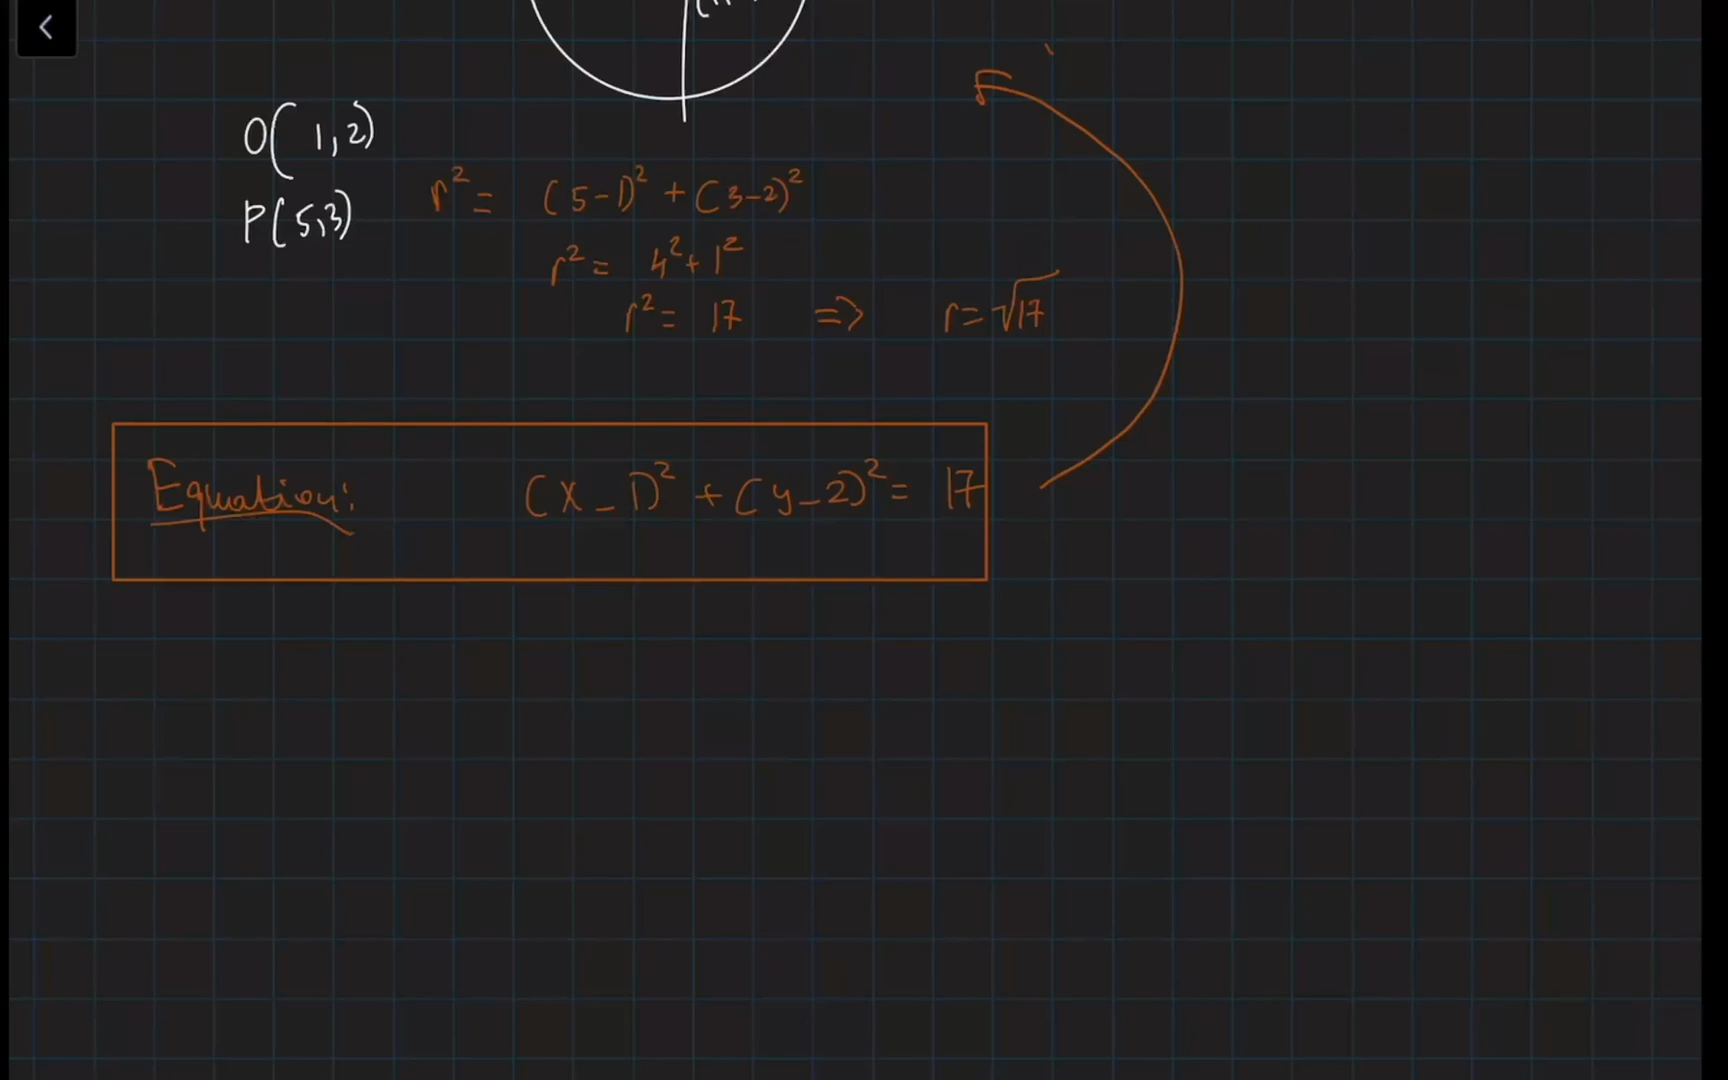 O(1,2)
P(5,3)
r² = (5-1)² + (3-2)²
r² = 4² + 1²
r² = 17 => r = √17
Equation: (x-1)² + (y-2)² = 17